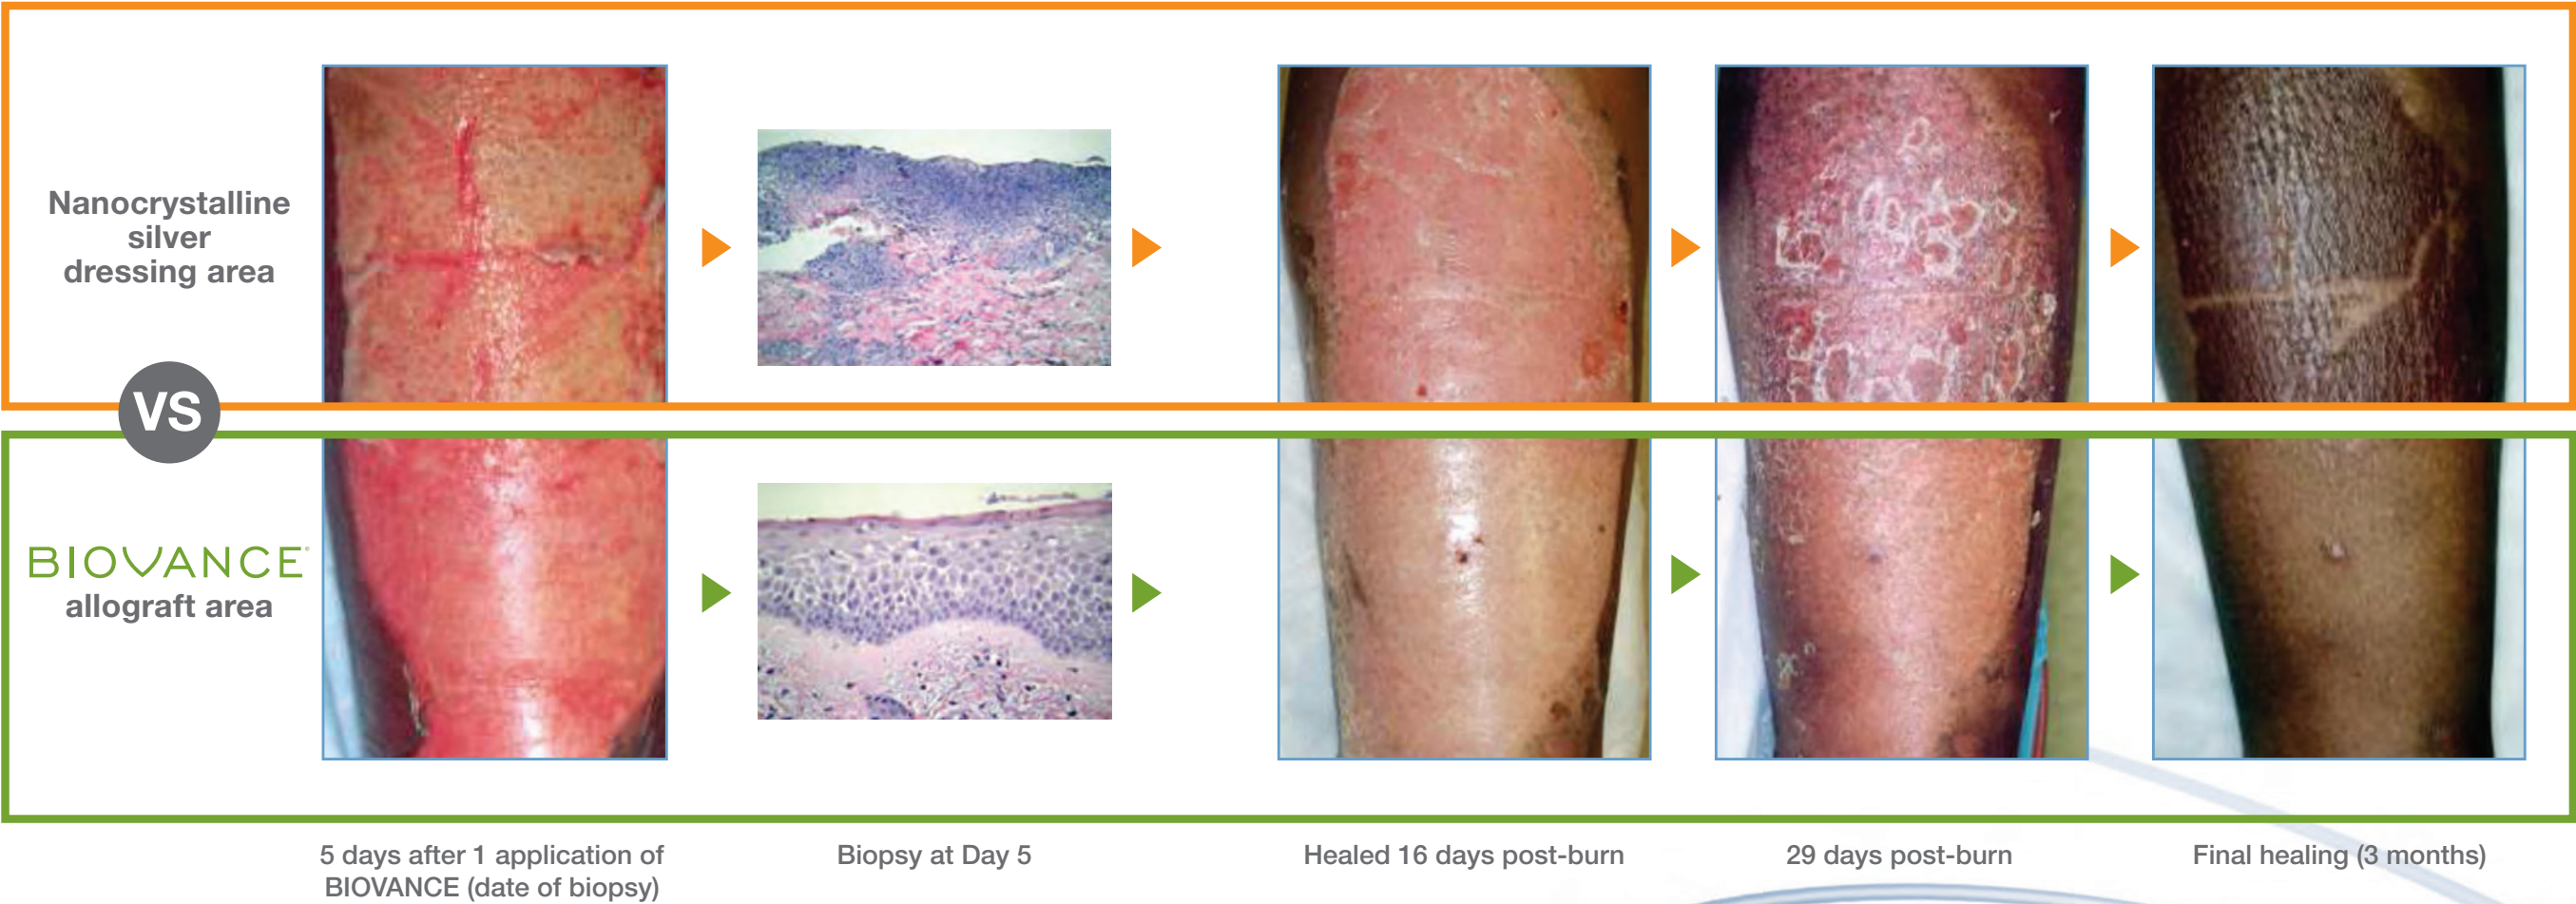 Nanocrystalline
silver
dressing area
VS
BIOVANCE®
allograft area
5 days after 1 application of
BIOVANCE (date of biopsy)
Biopsy at Day 5
Healed 16 days post-burn
29 days post-burn
Final healing (3 months)